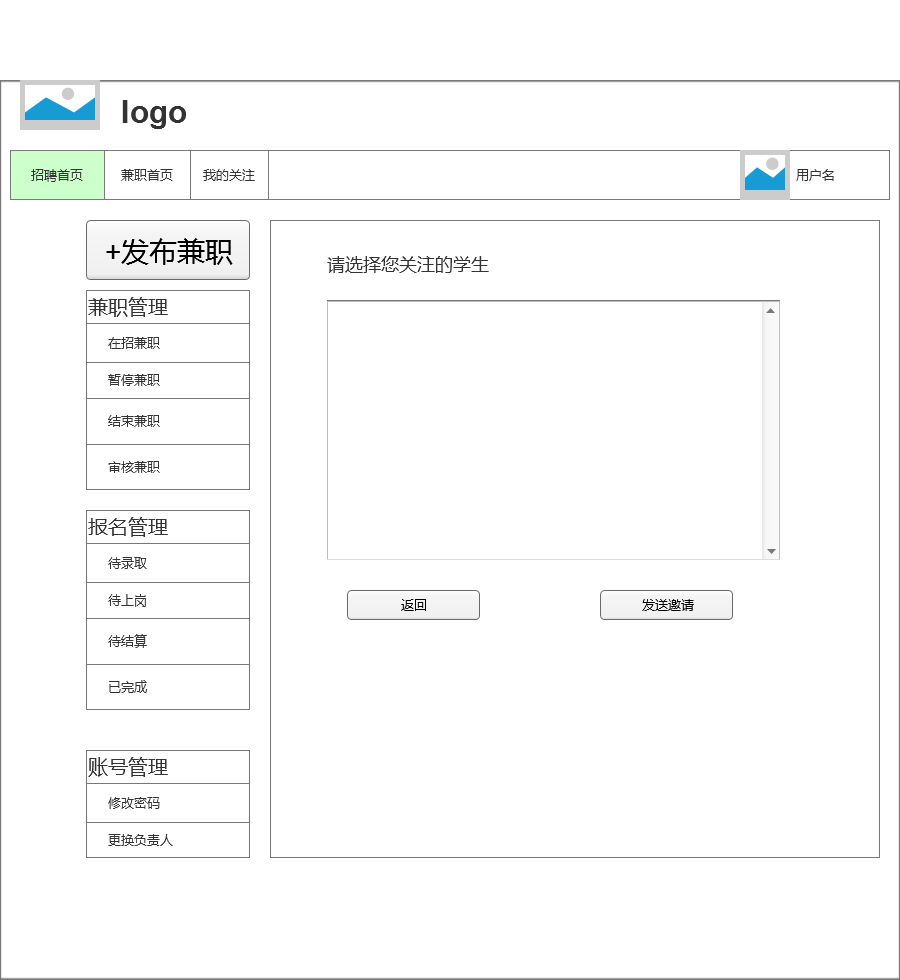 logo
招聘首页
兼职首页
我的关注
用户名
+发布兼职
兼职管理
在招兼职
暂停兼职
结束兼职
审核兼职
报名管理
待录取
待上岗
待结算
已完成
账号管理
修改密码
更换负责人
请选择您关注的学生
返回
发送邀请